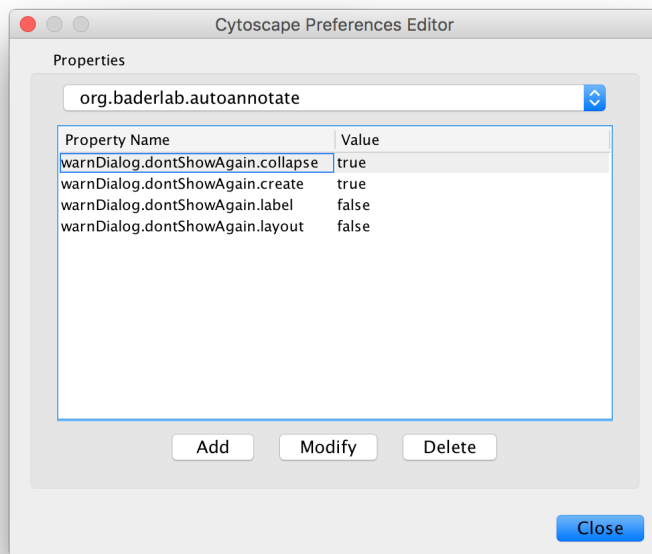 Cytoscape Preferences Editor
Properties
org.baderlab.autoannotate
Property Name Value
warnDialog.dontShowAgain.collapse true
warnDialog.dontShowAgain.create true
warnDialog.dontShowAgain.label false
warnDialog.dontShowAgain.layout false
Add Modify Delete
Close